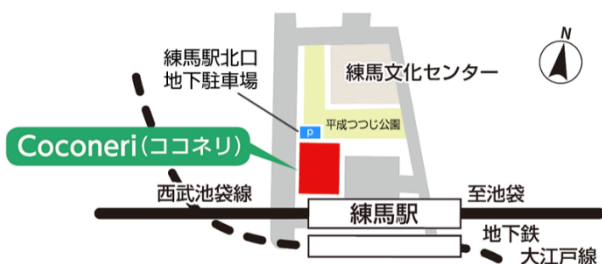 N
練馬駅北口
地下駐車場
練馬文化センター
P
平成つつじ公園
Coconeri(ココネリ)
西武池袋線
至池袋
練馬駅
地下鉄
大江戸線